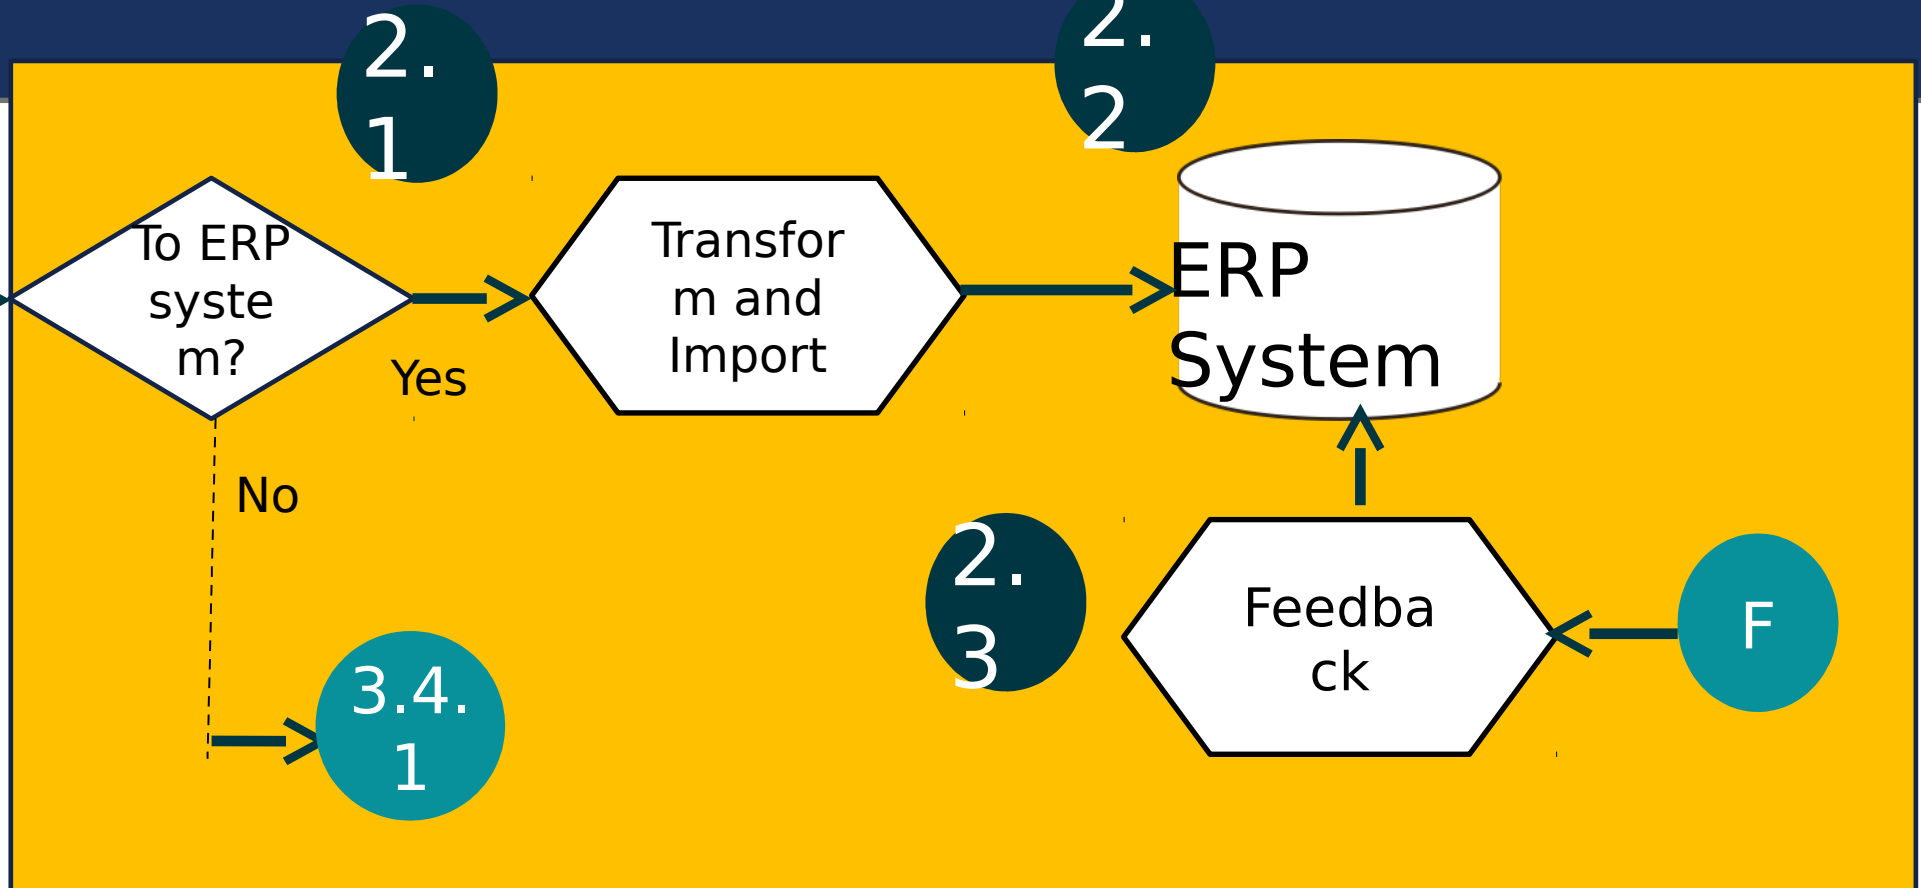 2.
1
2.
2
To ERP
syste
m?
Yes
Transfor
m and
Import
ERP
System
No
2.
3
Feedba
ck
F
3.4.
1